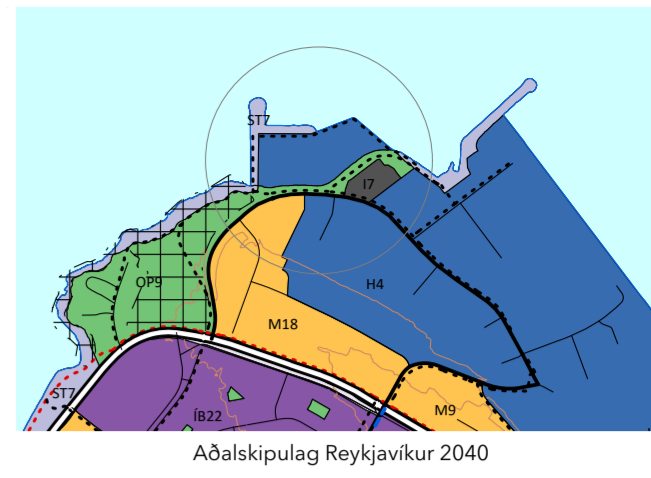 ST7
I7
OP9
H4
M18
ST7
M9
ÍB22
Aðalskipulag Reykjavíkur 2040